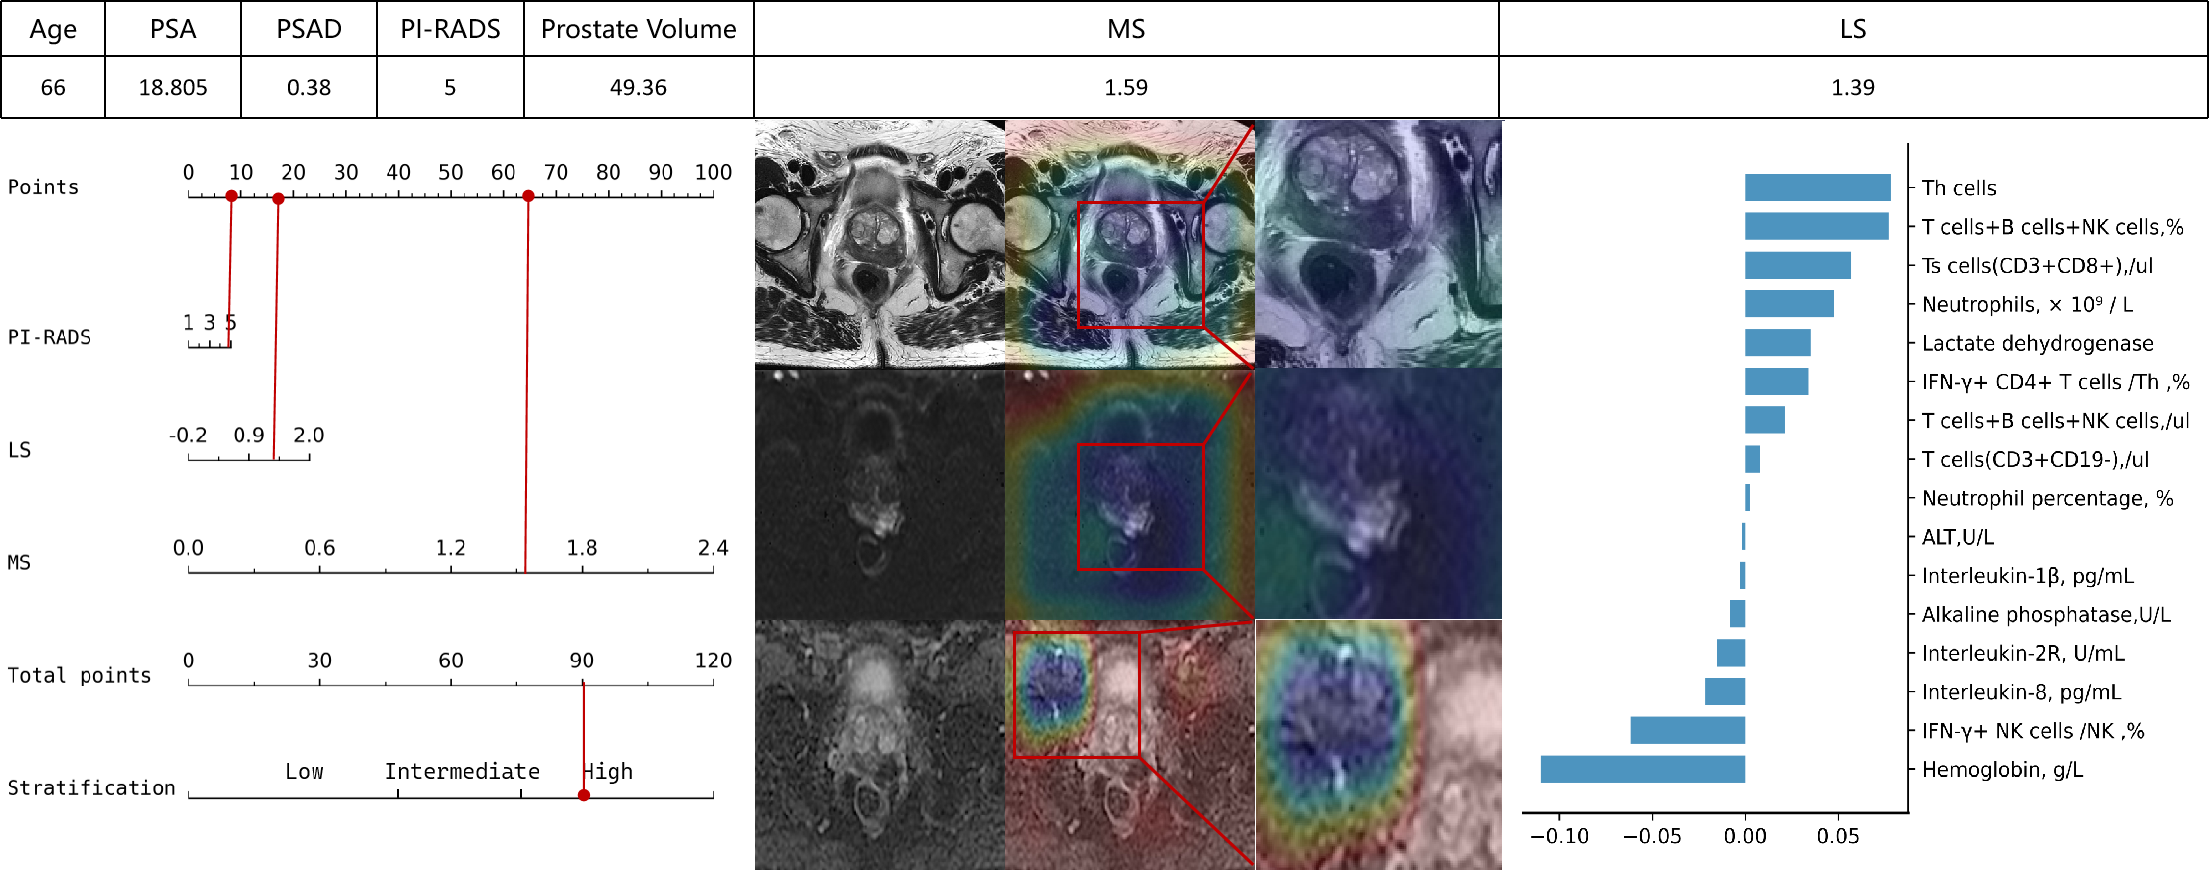 Age PSA PSAD PI-RADS Prostate Volume MS LS
66 18.805 0.38 5 49.36 1.59 1.39
Points
0 10 20 30 40 50 60 70 80 90 100
PI-RADS
1 3 5
LS
-0.2 0.9 2.0
MS
0.0 0.6 1.2 1.8 2.4
Total points
0 30 60 90 120
Stratification
Low Intermediate High
Th cells
T cells+B cells+NK cells,%
Ts cells(CD3+CD8+),/ul
Neutrophils, × 10⁹ / L
Lactate dehydrogenase
IFN-γ+ CD4+ T cells /Th ,%
T cells+B cells+NK cells,/ul
T cells(CD3+CD19-),/ul
Neutrophil percentage, %
ALT,U/L
Interleukin-1β, pg/mL
Alkaline phosphatase,U/L
Interleukin-2R, U/mL
Interleukin-8, pg/mL
IFN-γ+ NK cells /NK ,%
Hemoglobin, g/L
−0.10 −0.05 0.00 0.05